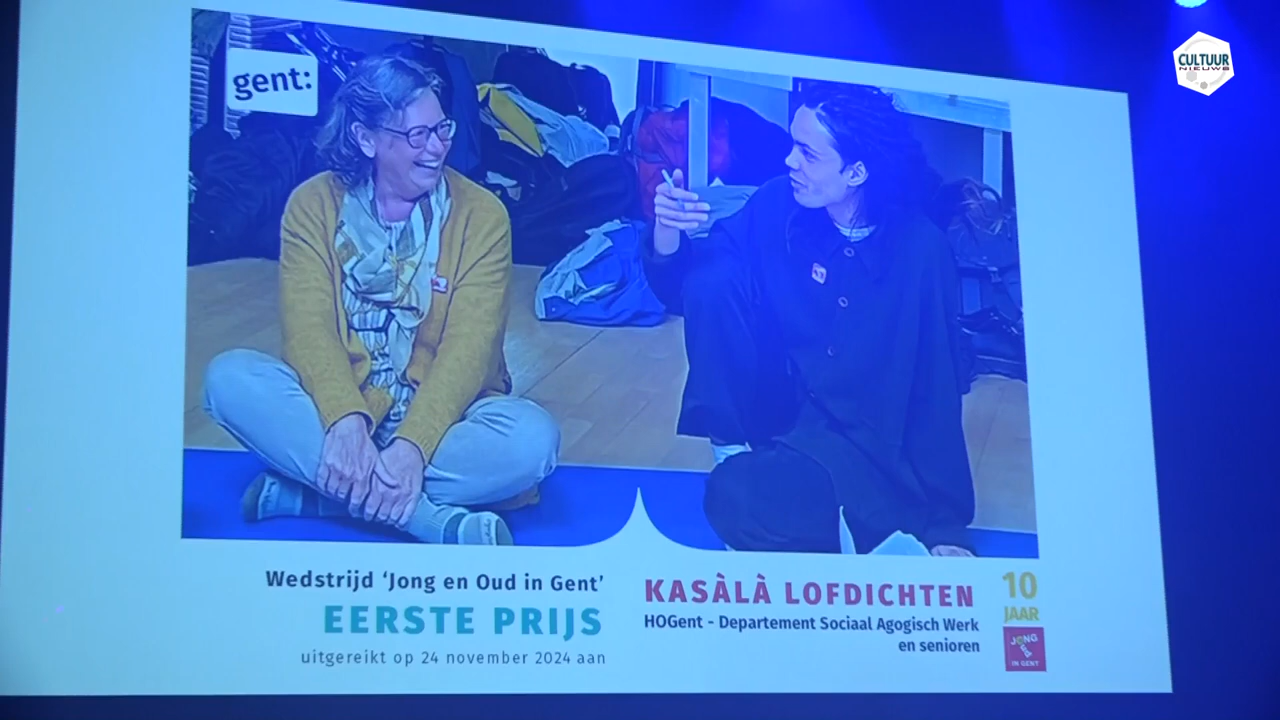 CULTUUR
NIEUWS
gent:
Wedstrijd ‘Jong en Oud in Gent’
EERSTE PRIJS
uitgereikt op 24 november 2024 aan
KASÀLÀ LOFDICHTEN
HOGent - Departement Sociaal Agogisch Werk
en senioren
10
JAAR
JONG
Oud
IN GENT